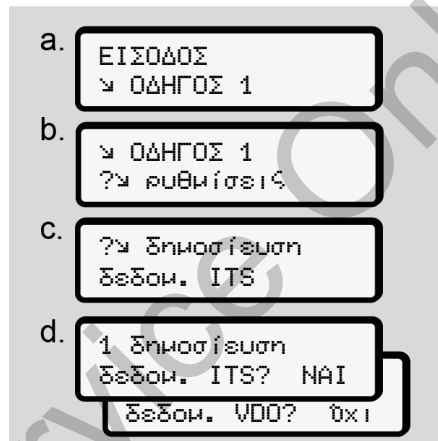 a.
ΕΙΣΟΔΟΣ
↘ ΟΔΗΓΟΣ 1
b.
↘ ΟΔΗΓΟΣ 1
?↘ ρυθμίσεις
c.
?↘ δημοσίευση
δεδομ. ITS
d.
1 δημοσίευση
δεδομ. ITS? ΝΑΙ
δεδομ. VDO? όχι